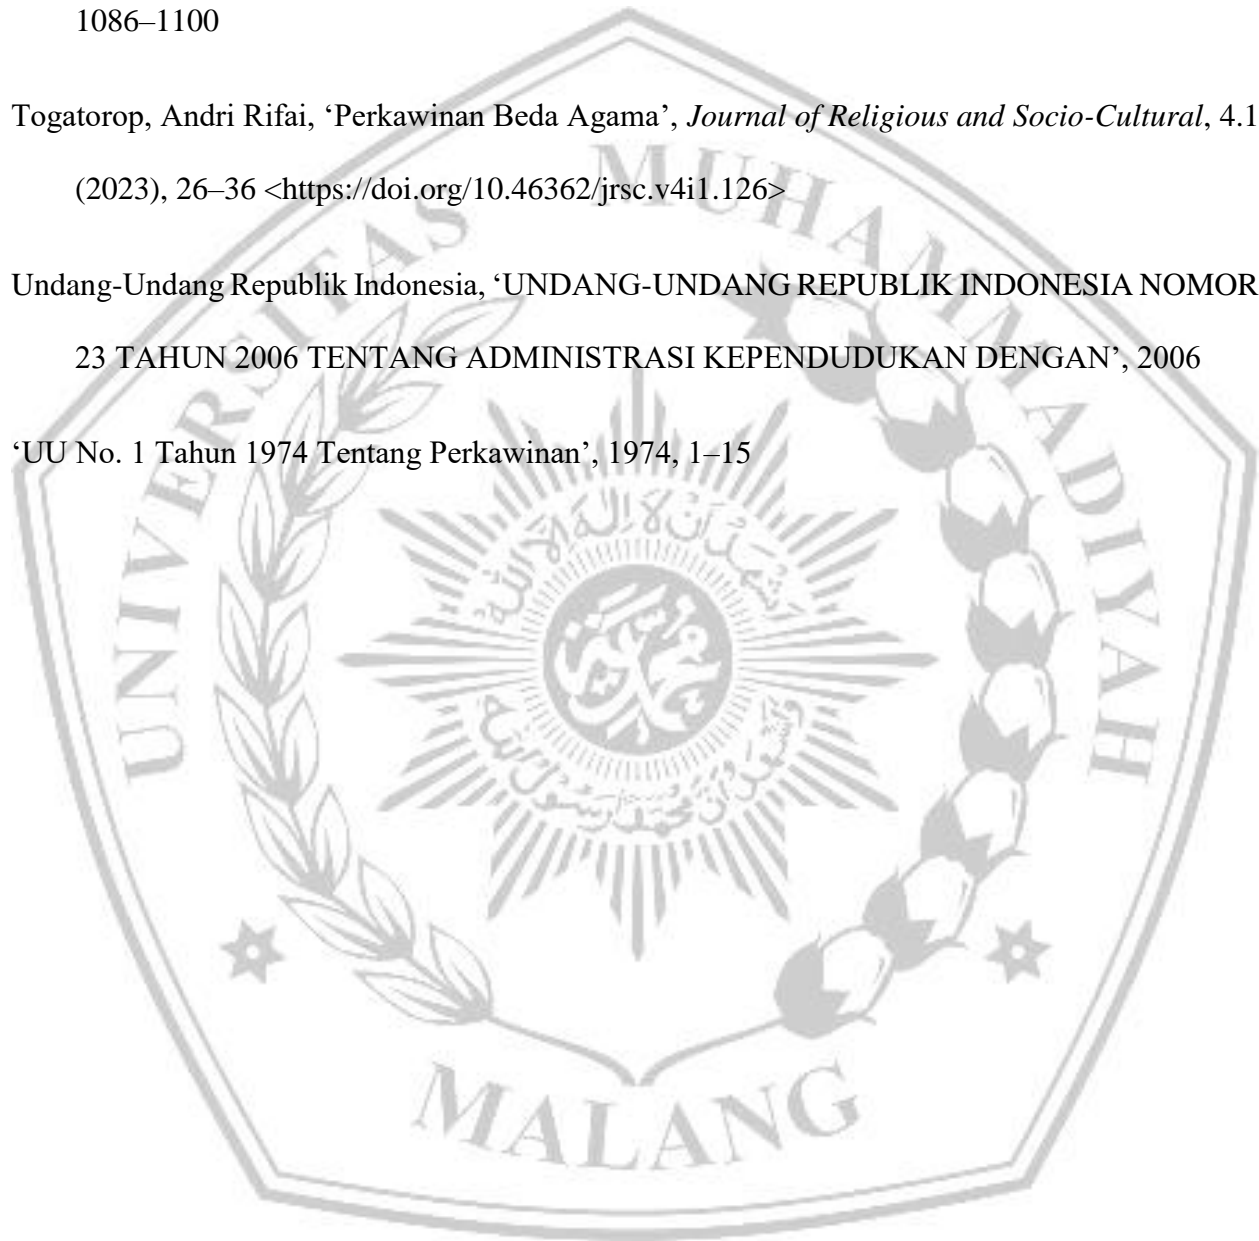 1086–1100
Togatorop, Andri Rifai, ‘Perkawinan Beda Agama’, Journal of Religious and Socio-Cultural, 4.1
(2023), 26–36 <https://doi.org/10.46362/jrsc.v4i1.126>
Undang-Undang Republik Indonesia, ‘UNDANG-UNDANG REPUBLIK INDONESIA NOMOR
23 TAHUN 2006 TENTANG ADMINISTRASI KEPENDUDUKAN DENGAN’, 2006
‘UU No. 1 Tahun 1974 Tentang Perkawinan’, 1974, 1–15
UNIVERSITAS MUHAMMADIYAH
MALANG